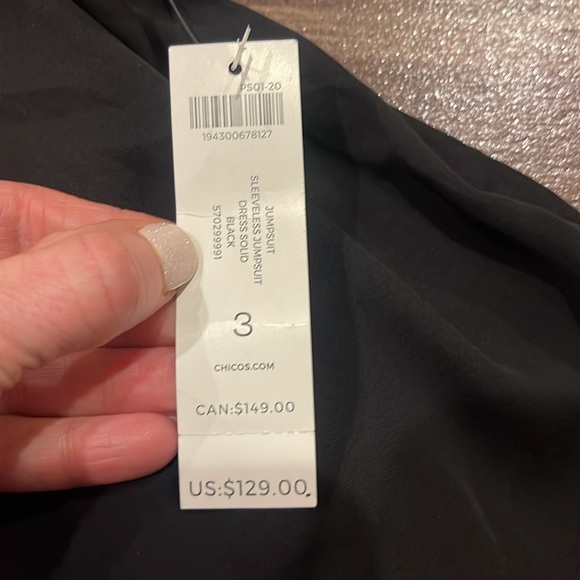 PS01-20
194300678127
JUMPSUIT
SLEEVELESS JUMPSUIT
DRESS SOLID
BLACK
570299991
3
CHICOS.COM
CAN:$149.00
US:$129.00